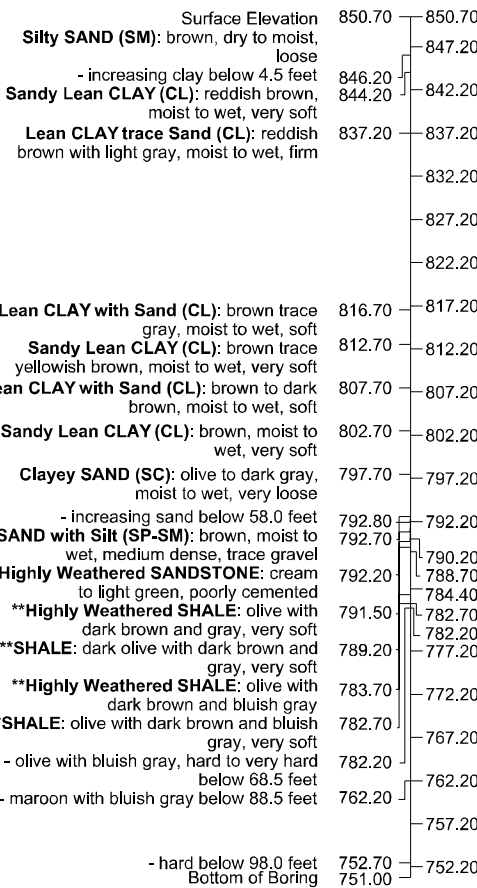 Surface Elevation 850.70 850.70
Silty SAND (SM): brown, dry to moist, 847.20
loose
- increasing clay below 4.5 feet 846.20
Sandy Lean CLAY (CL): reddish brown, 844.20 842.20
moist to wet, very soft
Lean CLAY trace Sand (CL): reddish 837.20 837.20
brown with light gray, moist to wet, firm
832.20
827.20
822.20
Lean CLAY with Sand (CL): brown trace 816.70 817.20
gray, moist to wet, soft
Sandy Lean CLAY (CL): brown trace 812.70 812.20
yellowish brown, moist to wet, very soft
ean CLAY with Sand (CL): brown to dark 807.70 807.20
brown, moist to wet, soft
Sandy Lean CLAY (CL): brown, moist to 802.70 802.20
wet, very soft
Clayey SAND (SC): olive to dark gray, 797.70 797.20
moist to wet, very loose
- increasing sand below 58.0 feet 792.80 792.20
SAND with Silt (SP-SM): brown, moist to 792.70
wet, medium dense, trace gravel 790.20
Highly Weathered SANDSTONE: cream 792.20 788.70
to light green, poorly cemented 784.40
**Highly Weathered SHALE: olive with 791.50 782.70
dark brown and gray, very soft 782.20
**SHALE: dark olive with dark brown and 789.20 777.20
gray, very soft
**Highly Weathered SHALE: olive with 783.70 772.20
dark brown and bluish gray
*SHALE: olive with dark brown and bluish 782.70 767.20
gray, very soft
- olive with bluish gray, hard to very hard 782.20
below 68.5 feet 762.20
- maroon with bluish gray below 88.5 feet 762.20
757.20
- hard below 98.0 feet 752.70 752.20
Bottom of Boring 751.00